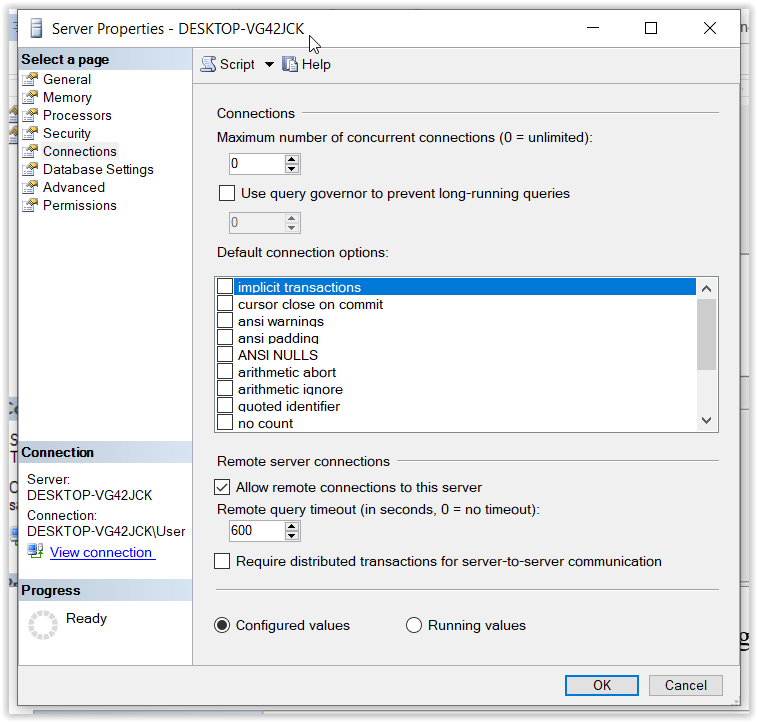 Server Properties - DESKTOP-VG42JCK
Select a page
General
Memory
Processors
Security
Connections
Database Settings
Advanced
Permissions
Connection
Server:
DESKTOP-VG42JCK
Connection:
DESKTOP-VG42JCK\User
View connection
Progress
Ready
Script
Help
Connections
Maximum number of concurrent connections (0 = unlimited):
0
Use query governor to prevent long-running queries
0
Default connection options:
implicit transactions
cursor close on commit
ansi warnings
ansi padding
ANSI NULLS
arithmetic abort
arithmetic ignore
quoted identifier
no count
Remote server connections
Allow remote connections to this server
Remote query timeout (in seconds, 0 = no timeout):
600
Require distributed transactions for server-to-server communication
Configured values
Running values
OK
Cancel